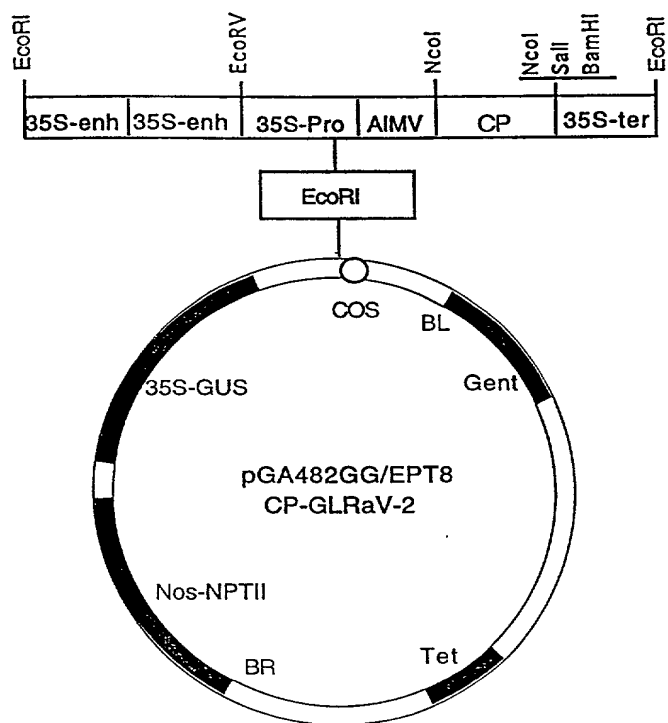 EcoRI EcoRV NcoI NcoI SalI BamHI EcoRI
35S-enh 35S-enh 35S-Pro AIMV CP 35S-ter
EcoRI
COS
BL
Gent
35S-GUS
pGA482GG/EPT8
CP-GLRaV-2
Nos-NPTII
Tet
BR